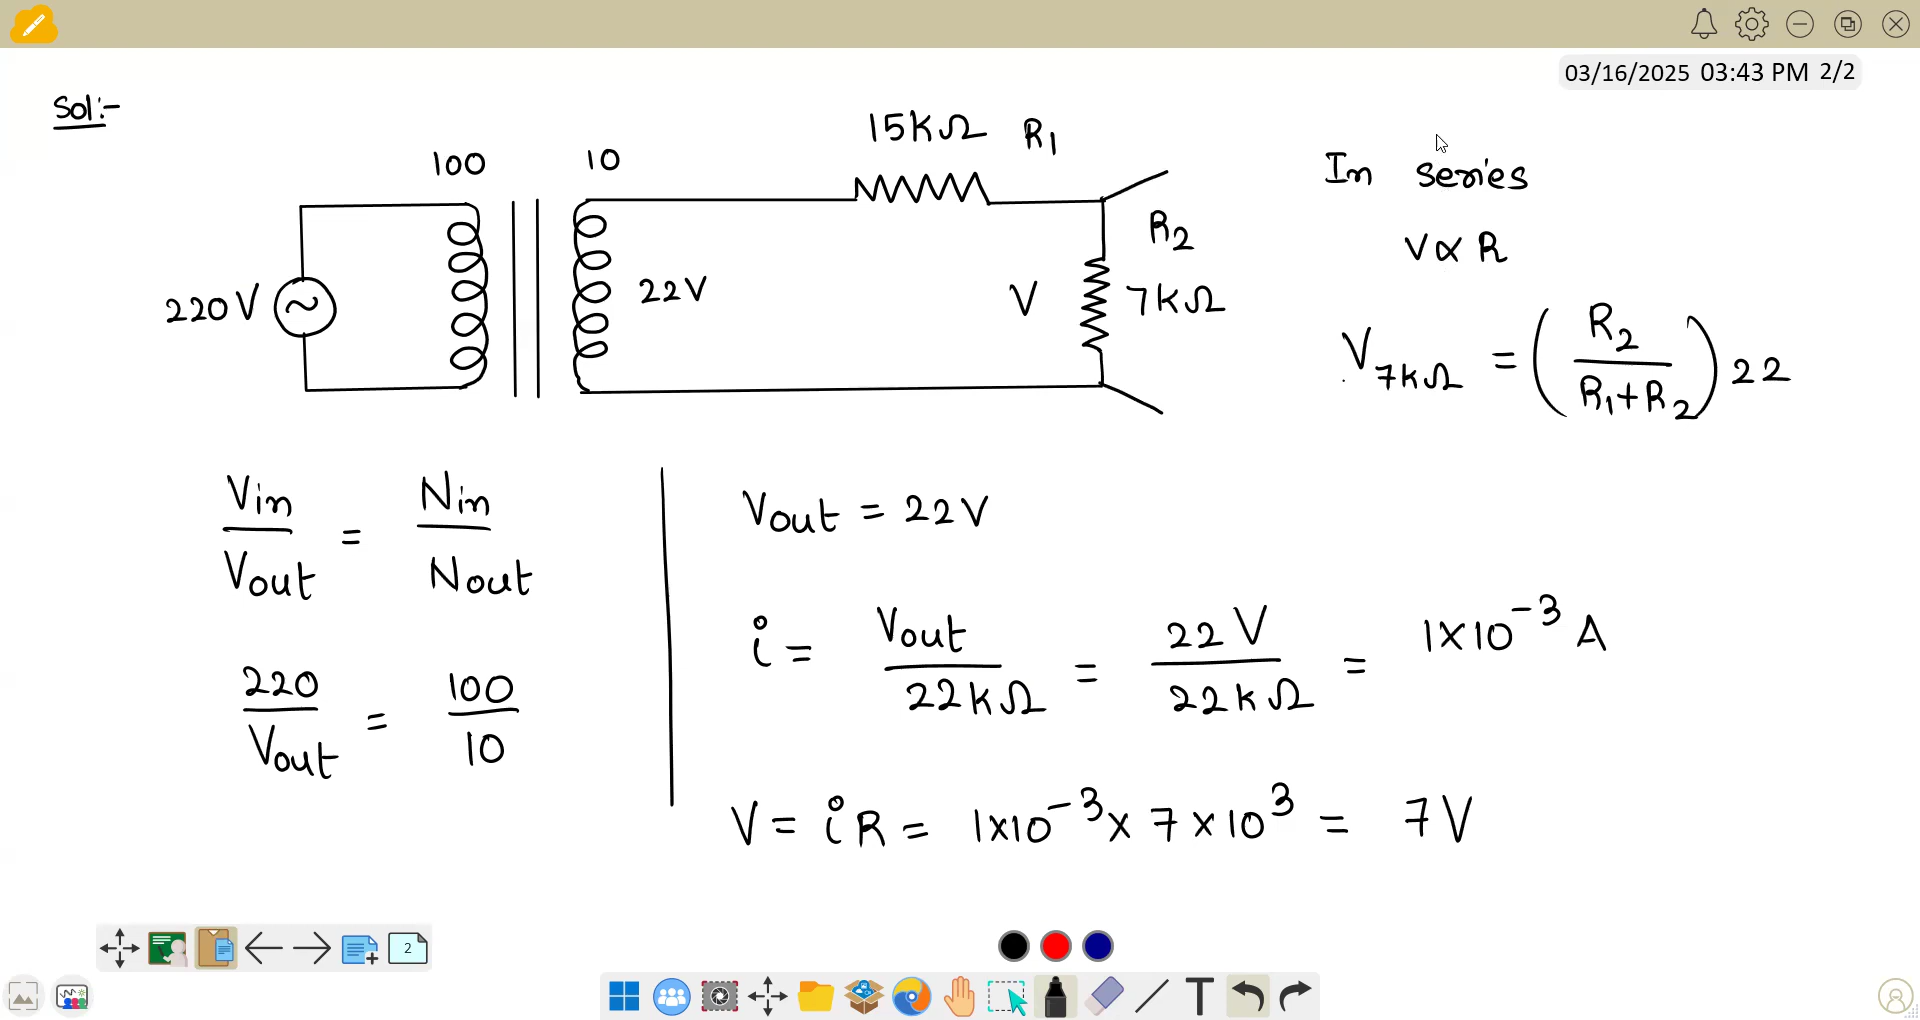 03/16/2025 03:43 PM 2/2
Sol:-
15KΩ R1
100
10
In series
R2
V∝R
220V
22V
V
7KΩ
V7KΩ = (R2 / R1+R2) 22
Vin / Vout = Nin / Nout
Vout = 22V
i = Vout / 22kΩ = 22V / 22kΩ = 1×10⁻³ A
220 / Vout = 100 / 10
V = iR = 1×10⁻³ × 7×10³ = 7V
2
T